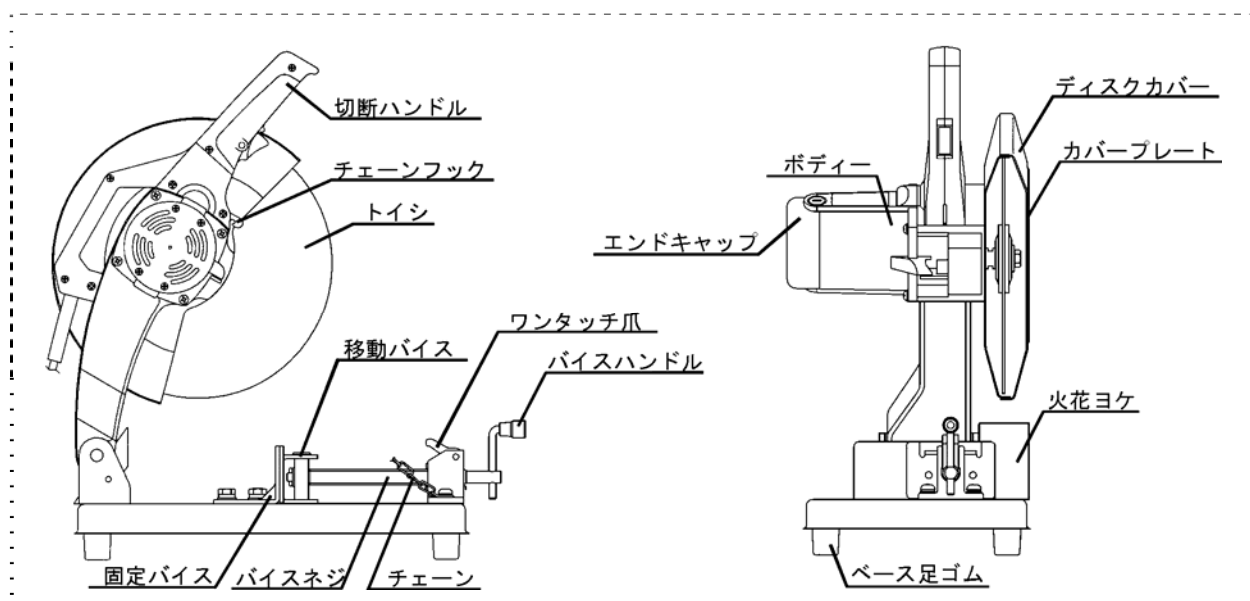 切断ハンドル
チェーンフック
トイシ
ワンタッチ爪
移動バイス
バイスハンドル
固定バイス
バイスネジ
チェーン
ディスクカバー
カバープレート
ボディー
エンドキャップ
火花ヨケ
ベース足ゴム